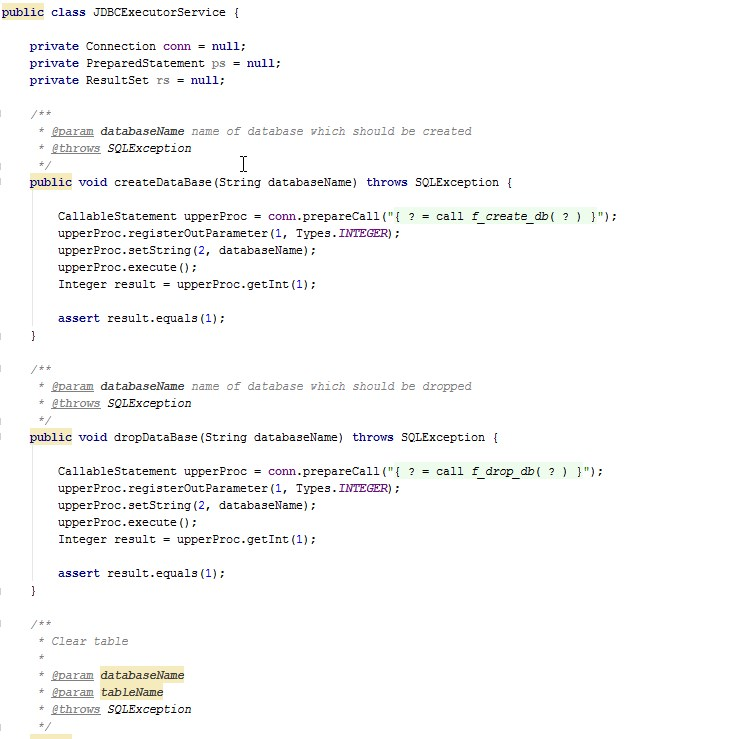 public class JDBCExecutorService {
private Connection conn = null;
private PreparedStatement ps = null;
private ResultSet rs = null;
/**
* @param databaseName name of database which should be created
* @throws SQLException
*/
public void createDataBase(String databaseName) throws SQLException {
CallableStatement upperProc = conn.prepareCall("{ ? = call f_create_db( ? ) }");
upperProc.registerOutParameter(1, Types.INTEGER);
upperProc.setString(2, databaseName);
upperProc.execute();
Integer result = upperProc.getInt(1);
assert result.equals(1);
}
/**
* @param databaseName name of database which should be dropped
* @throws SQLException
*/
public void dropDataBase(String databaseName) throws SQLException {
CallableStatement upperProc = conn.prepareCall("{ ? = call f_drop_db( ? ) }");
upperProc.registerOutParameter(1, Types.INTEGER);
upperProc.setString(2, databaseName);
upperProc.execute();
Integer result = upperProc.getInt(1);
assert result.equals(1);
}
/**
* Clear table
*
* @param databaseName
* @param tableName
* @throws SQLException
*/